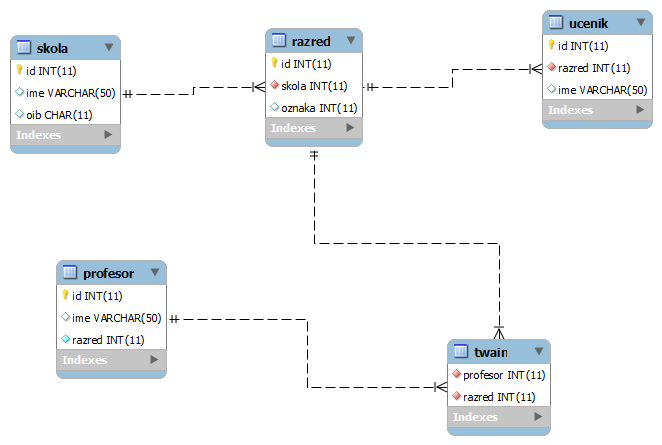 skola
id INT(11)
ime VARCHAR(50)
oib CHAR(11)
Indexes
razred
id INT(11)
skola INT(11)
oznaka INT(11)
Indexes
ucenik
id INT(11)
razred INT(11)
ime VARCHAR(50)
Indexes
profesor
id INT(11)
ime VARCHAR(50)
razred INT(11)
Indexes
twain
profesor INT(11)
razred INT(11)
Indexes